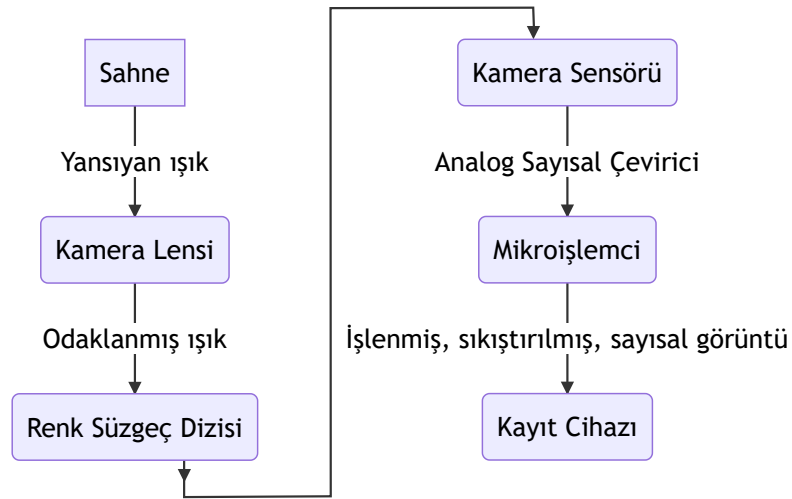 Sahne
Yansıyan ışık
Kamera Lensi
Odaklanmış ışık
Renk Süzgeç Dizisi
Kamera Sensörü
Analog Sayısal Çevirici
Mikroişlemci
İşlenmiş, sıkıştırılmış, sayısal görüntü
Kayıt Cihazı